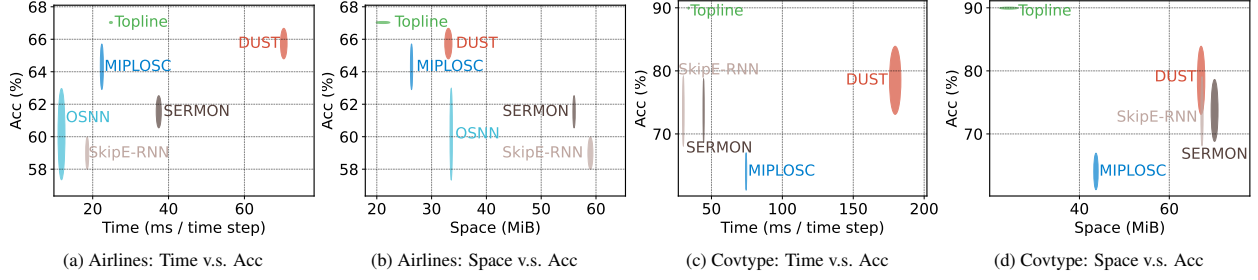 68
66
64
62
60
58
Acc (%)
Topline
DUST
MIPLOSC
SERMON
OSNN
SkipE-RNN
20 40 60
Time (ms / time step)
(a) Airlines: Time v.s. Acc
68
66
64
62
60
58
Acc (%)
Topline
DUST
MIPLOSC
SERMON
OSNN
SkipE-RNN
20 30 40 50 60
Space (MiB)
(b) Airlines: Space v.s. Acc
90
80
70
Acc (%)
Topline
SkipE-RNN
DUST
SERMON
MIPLOSC
50 100 150 200
Time (ms / time step)
(c) Covtype: Time v.s. Acc
90
80
70
Acc (%)
Topline
DUST
SkipE-RNN
SERMON
MIPLOSC
40 60
Space (MiB)
(d) Covtype: Space v.s. Acc